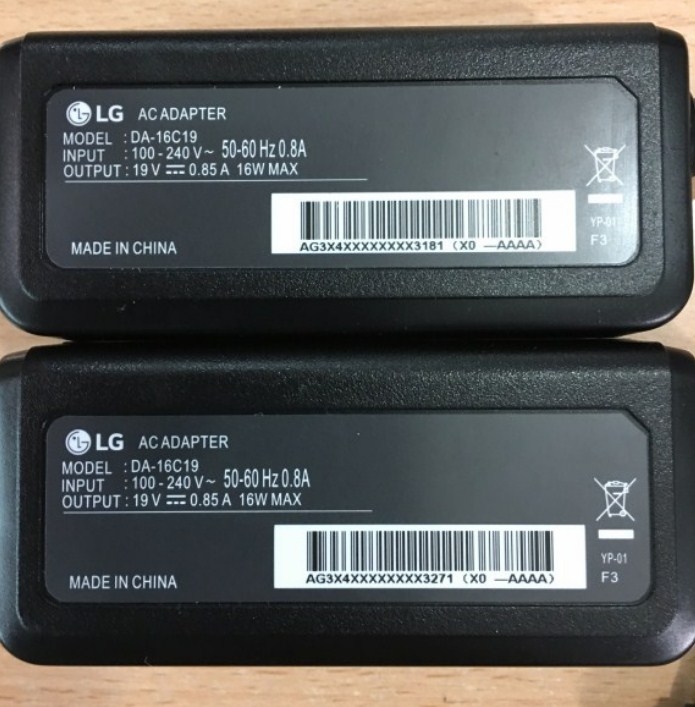 LG AC ADAPTER
MODEL : DA-16C19
INPUT : 100 - 240 V~ 50-60 Hz 0.8A
OUTPUT : 19 V ⎓ 0.85 A 16W MAX
YP-01
F3
AG3X4XXXXXXXX3181 (X0 —AAAA)
MADE IN CHINA
LG AC ADAPTER
MODEL : DA-16C19
INPUT : 100 - 240 V~ 50-60 Hz 0.8A
OUTPUT : 19 V ⎓ 0.85 A 16W MAX
YP-01
F3
AG3X4XXXXXXXX3271 (X0 —AAAA)
MADE IN CHINA